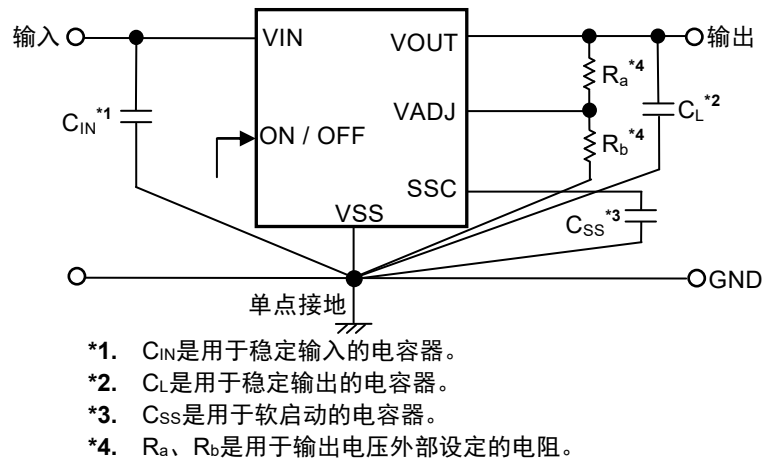 输入 VIN VOUT 输出
Ra*4
CIN*1 VADJ CL*2
ON / OFF Rb*4
SSC
VSS CSS*3
GND
单点接地
*1. CIN是用于稳定输入的电容器。
*2. CL是用于稳定输出的电容器。
*3. CSS是用于软启动的电容器。
*4. Ra、Rb是用于输出电压外部设定的电阻。